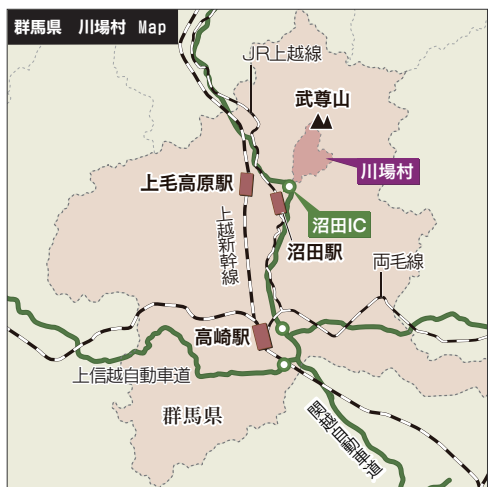 群馬県 川場村 Map
JR上越線
武尊山
川場村
上毛高原駅
沼田IC
上越新幹線
沼田駅
両毛線
高崎駅
上信越自動車道
群馬県
関越自動車道